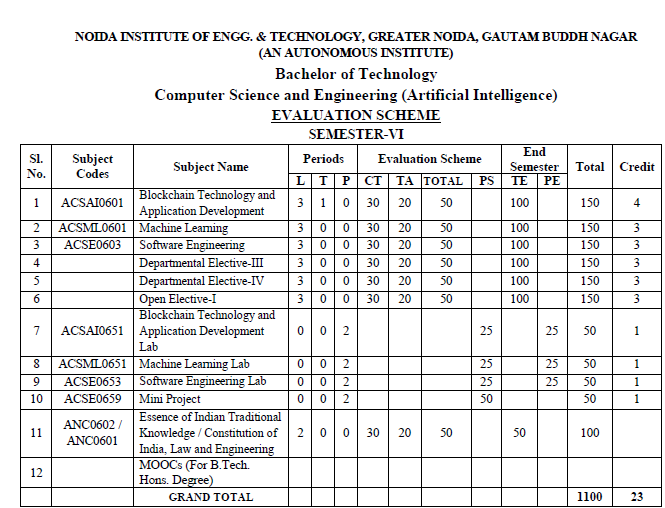 NOIDA INSTITUTE OF ENGG. & TECHNOLOGY, GREATER NOIDA, GAUTAM BUDDH NAGAR
(AN AUTONOMOUS INSTITUTE)
Bachelor of Technology
Computer Science and Engineering (Artificial Intelligence)
EVALUATION SCHEME
SEMESTER-VI
Sl. No. Subject Codes Subject Name Periods Evaluation Scheme End Semester Total Credit
L T P CT TA TOTAL PS TE PE
1 ACSAI0601 Blockchain Technology and Application Development 3 1 0 30 20 50 100 150 4
2 ACSML0601 Machine Learning 3 0 0 30 20 50 100 150 3
3 ACSE0603 Software Engineering 3 0 0 30 20 50 100 150 3
4 Departmental Elective-III 3 0 0 30 20 50 100 150 3
5 Departmental Elective-IV 3 0 0 30 20 50 100 150 3
6 Open Elective-I 3 0 0 30 20 50 100 150 3
7 ACSAI0651 Blockchain Technology and Application Development Lab 0 0 2 25 25 50 1
8 ACSML0651 Machine Learning Lab 0 0 2 25 25 50 1
9 ACSE0653 Software Engineering Lab 0 0 2 25 25 50 1
10 ACSE0659 Mini Project 0 0 2 50 50 1
11 ANC0602 / ANC0601 Essence of Indian Traditional Knowledge / Constitution of India, Law and Engineering 2 0 0 30 20 50 50 100
12 MOOCs (For B.Tech. Hons. Degree)
GRAND TOTAL 1100 23